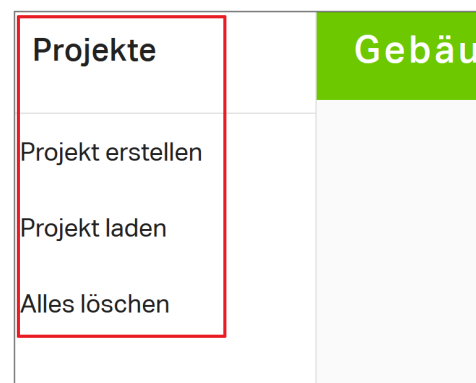 Projekte
Gebäu
Projekt erstellen
Projekt laden
Alles löschen